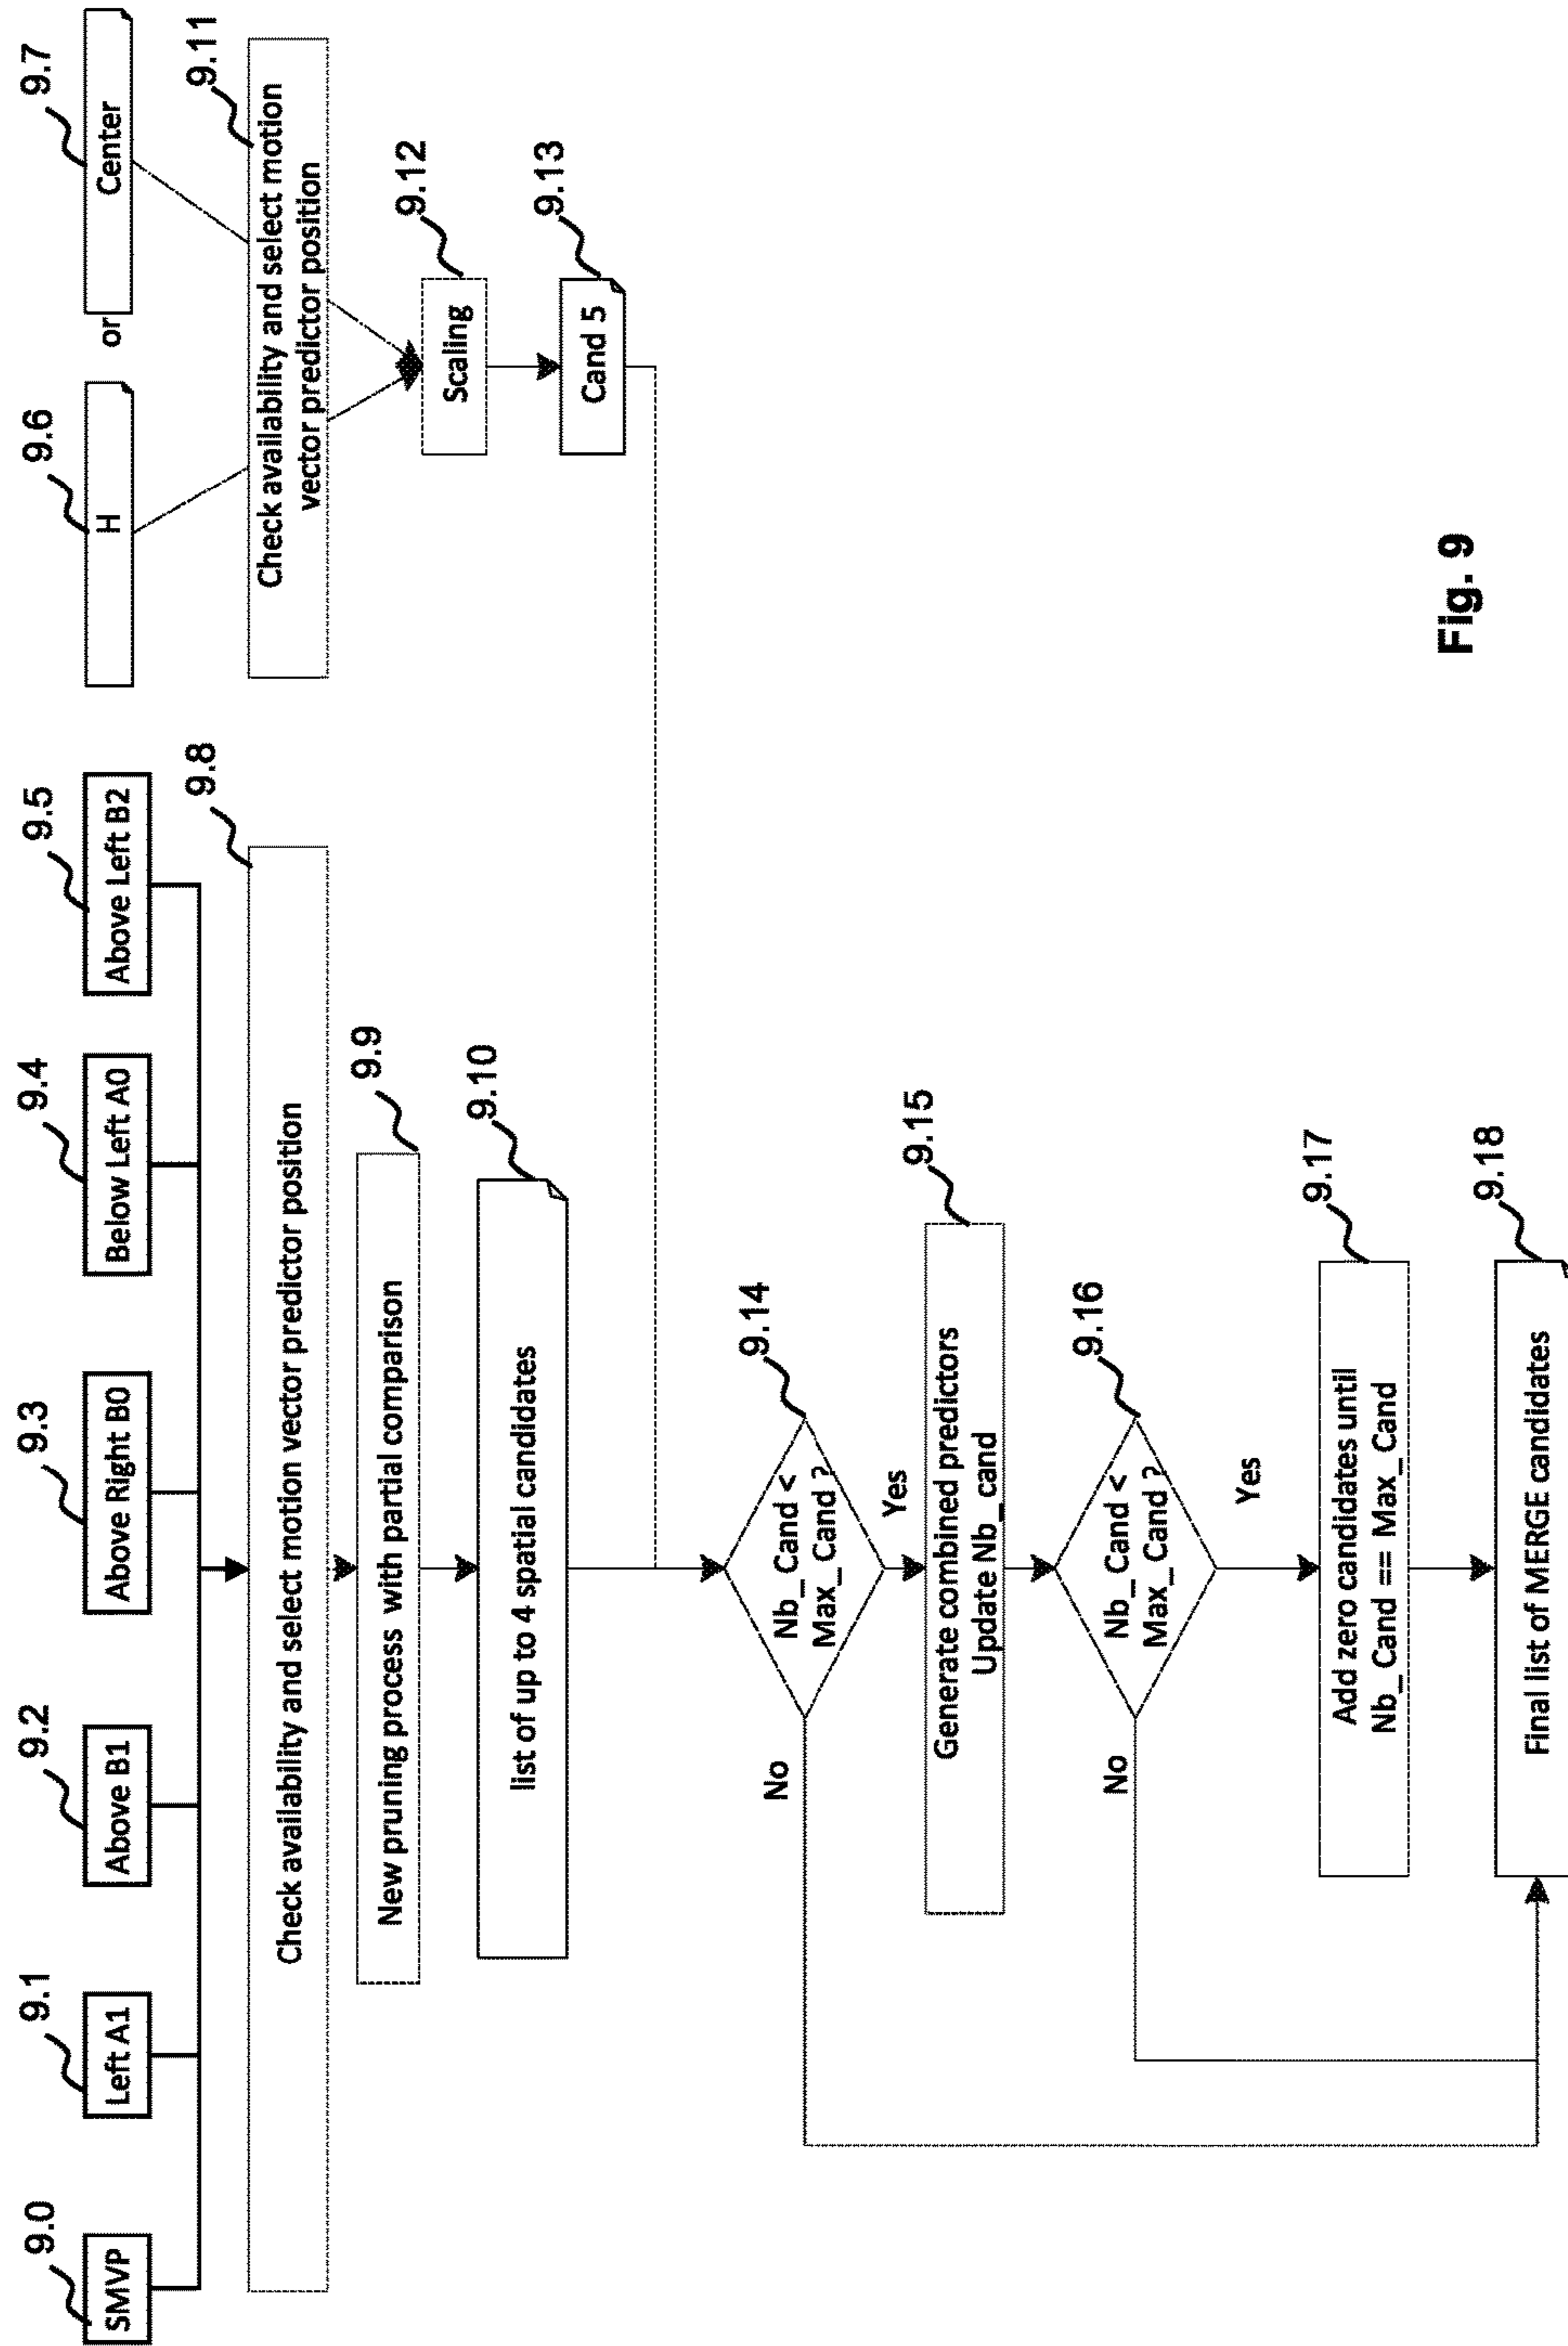 9.0
9.1
9.2
9.3
9.4
9.5
9.6
9.7
SMVP
Left A1
Above B1
Above Right B0
Below Left A0
Above Left B2
H
or
Center
9.8
9.11
Check availability and select motion vector predictor position
Check availability and select motion
vector predictor position
9.9
9.12
New pruning process with partial comparison
Scaling
9.10
9.13
list of up to 4 spatial candidates
Cand 5
9.14
Nb_Cand <
Max_Cand ?
No
Yes
9.15
Generate combined predictors
Update Nb_cand
9.16
Nb_Cand <
Max_Cand ?
No
Yes
9.17
Add zero candidates until
Nb_Cand == Max_Cand
9.18
Final list of MERGE candidates
Fig. 9